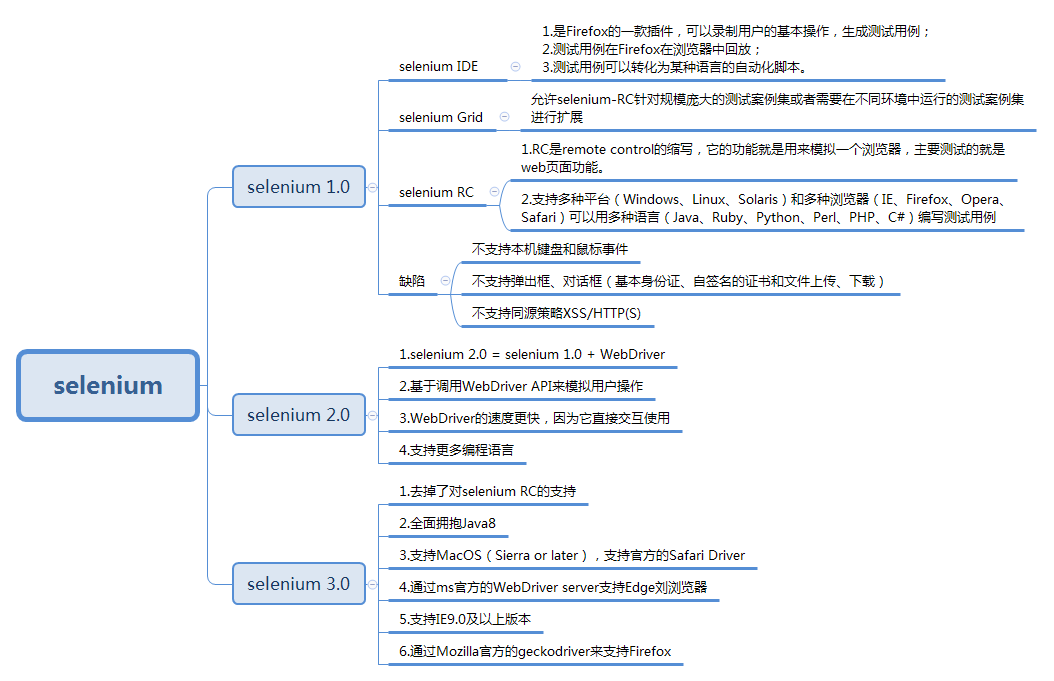 selenium
selenium 1.0
selenium IDE
1.是Firefox的一款插件，可以录制用户的基本操作，生成测试用例；
2.测试用例在Firefox在浏览器中回放；
3.测试用例可以转化为某种语言的自动化脚本。
selenium Grid
允许selenium-RC针对规模庞大的测试案例集或者需要在不同环境中运行的测试案例集
进行扩展
selenium RC
1.RC是remote control的缩写，它的功能就是用来模拟一个浏览器，主要测试的就是
web页面功能。
2.支持多种平台（Windows、Linux、Solaris）和多种浏览器（IE、Firefox、Opera、
Safari）可以用多种语言（Java、Ruby、Python、Perl、PHP、C#）编写测试用例
缺陷
不支持本机键盘和鼠标事件
不支持弹出框、对话框（基本身份证、自签名的证书和文件上传、下载）
不支持同源策略XSS/HTTP(S)
selenium 2.0
1.selenium 2.0 = selenium 1.0 + WebDriver
2.基于调用WebDriver API来模拟用户操作
3.WebDriver的速度更快，因为它直接交互使用
4.支持更多编程语言
selenium 3.0
1.去掉了对selenium RC的支持
2.全面拥抱Java8
3.支持MacOS（Sierra or later），支持官方的Safari Driver
4.通过ms官方的WebDriver server支持Edge刘浏览器
5.支持IE9.0及以上版本
6.通过Mozilla官方的geckodriver来支持Firefox